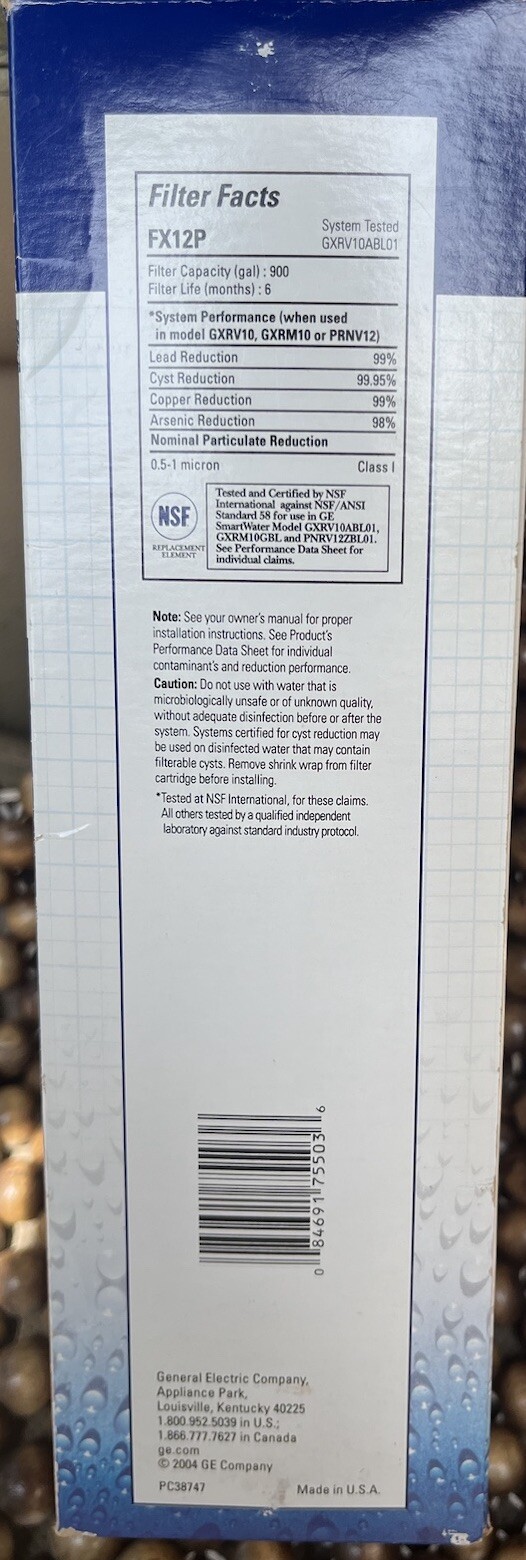 Filter Facts
FX12P
System Tested
GXRV10ABL01
Filter Capacity (gal) : 900
Filter Life (months) : 6
*System Performance (when used
in model GXRV10, GXRM10 or PRNV12)
Lead Reduction 99%
Cyst Reduction 99.95%
Copper Reduction 99%
Arsenic Reduction 98%
Nominal Particulate Reduction
0.5-1 micron Class I
NSF
REPLACEMENT
ELEMENT
Tested and Certified by NSF
International against NSF/ANSI
Standard 58 for use in GE
SmartWater Model GXRV10ABL01,
GXRM10GBL and PNRV12ZBL01.
See Performance Data Sheet for
individual claims.
Note: See your owner's manual for proper
installation instructions. See Product's
Performance Data Sheet for individual
contaminant's and reduction performance.
Caution: Do not use with water that is
microbiologically unsafe or of unknown quality,
without adequate disinfection before or after the
system. Systems certified for cyst reduction may
be used on disinfected water that may contain
filterable cysts. Remove shrink wrap from filter
cartridge before installing.
*Tested at NSF International, for these claims.
All others tested by a qualified independent
laboratory against standard industry protocol.
0 84691 75503 6
General Electric Company,
Appliance Park,
Louisville, Kentucky 40225
1.800.952.5039 in U.S.;
1.866.777.7627 in Canada
ge.com
© 2004 GE Company
PC38747
Made in U.S.A.